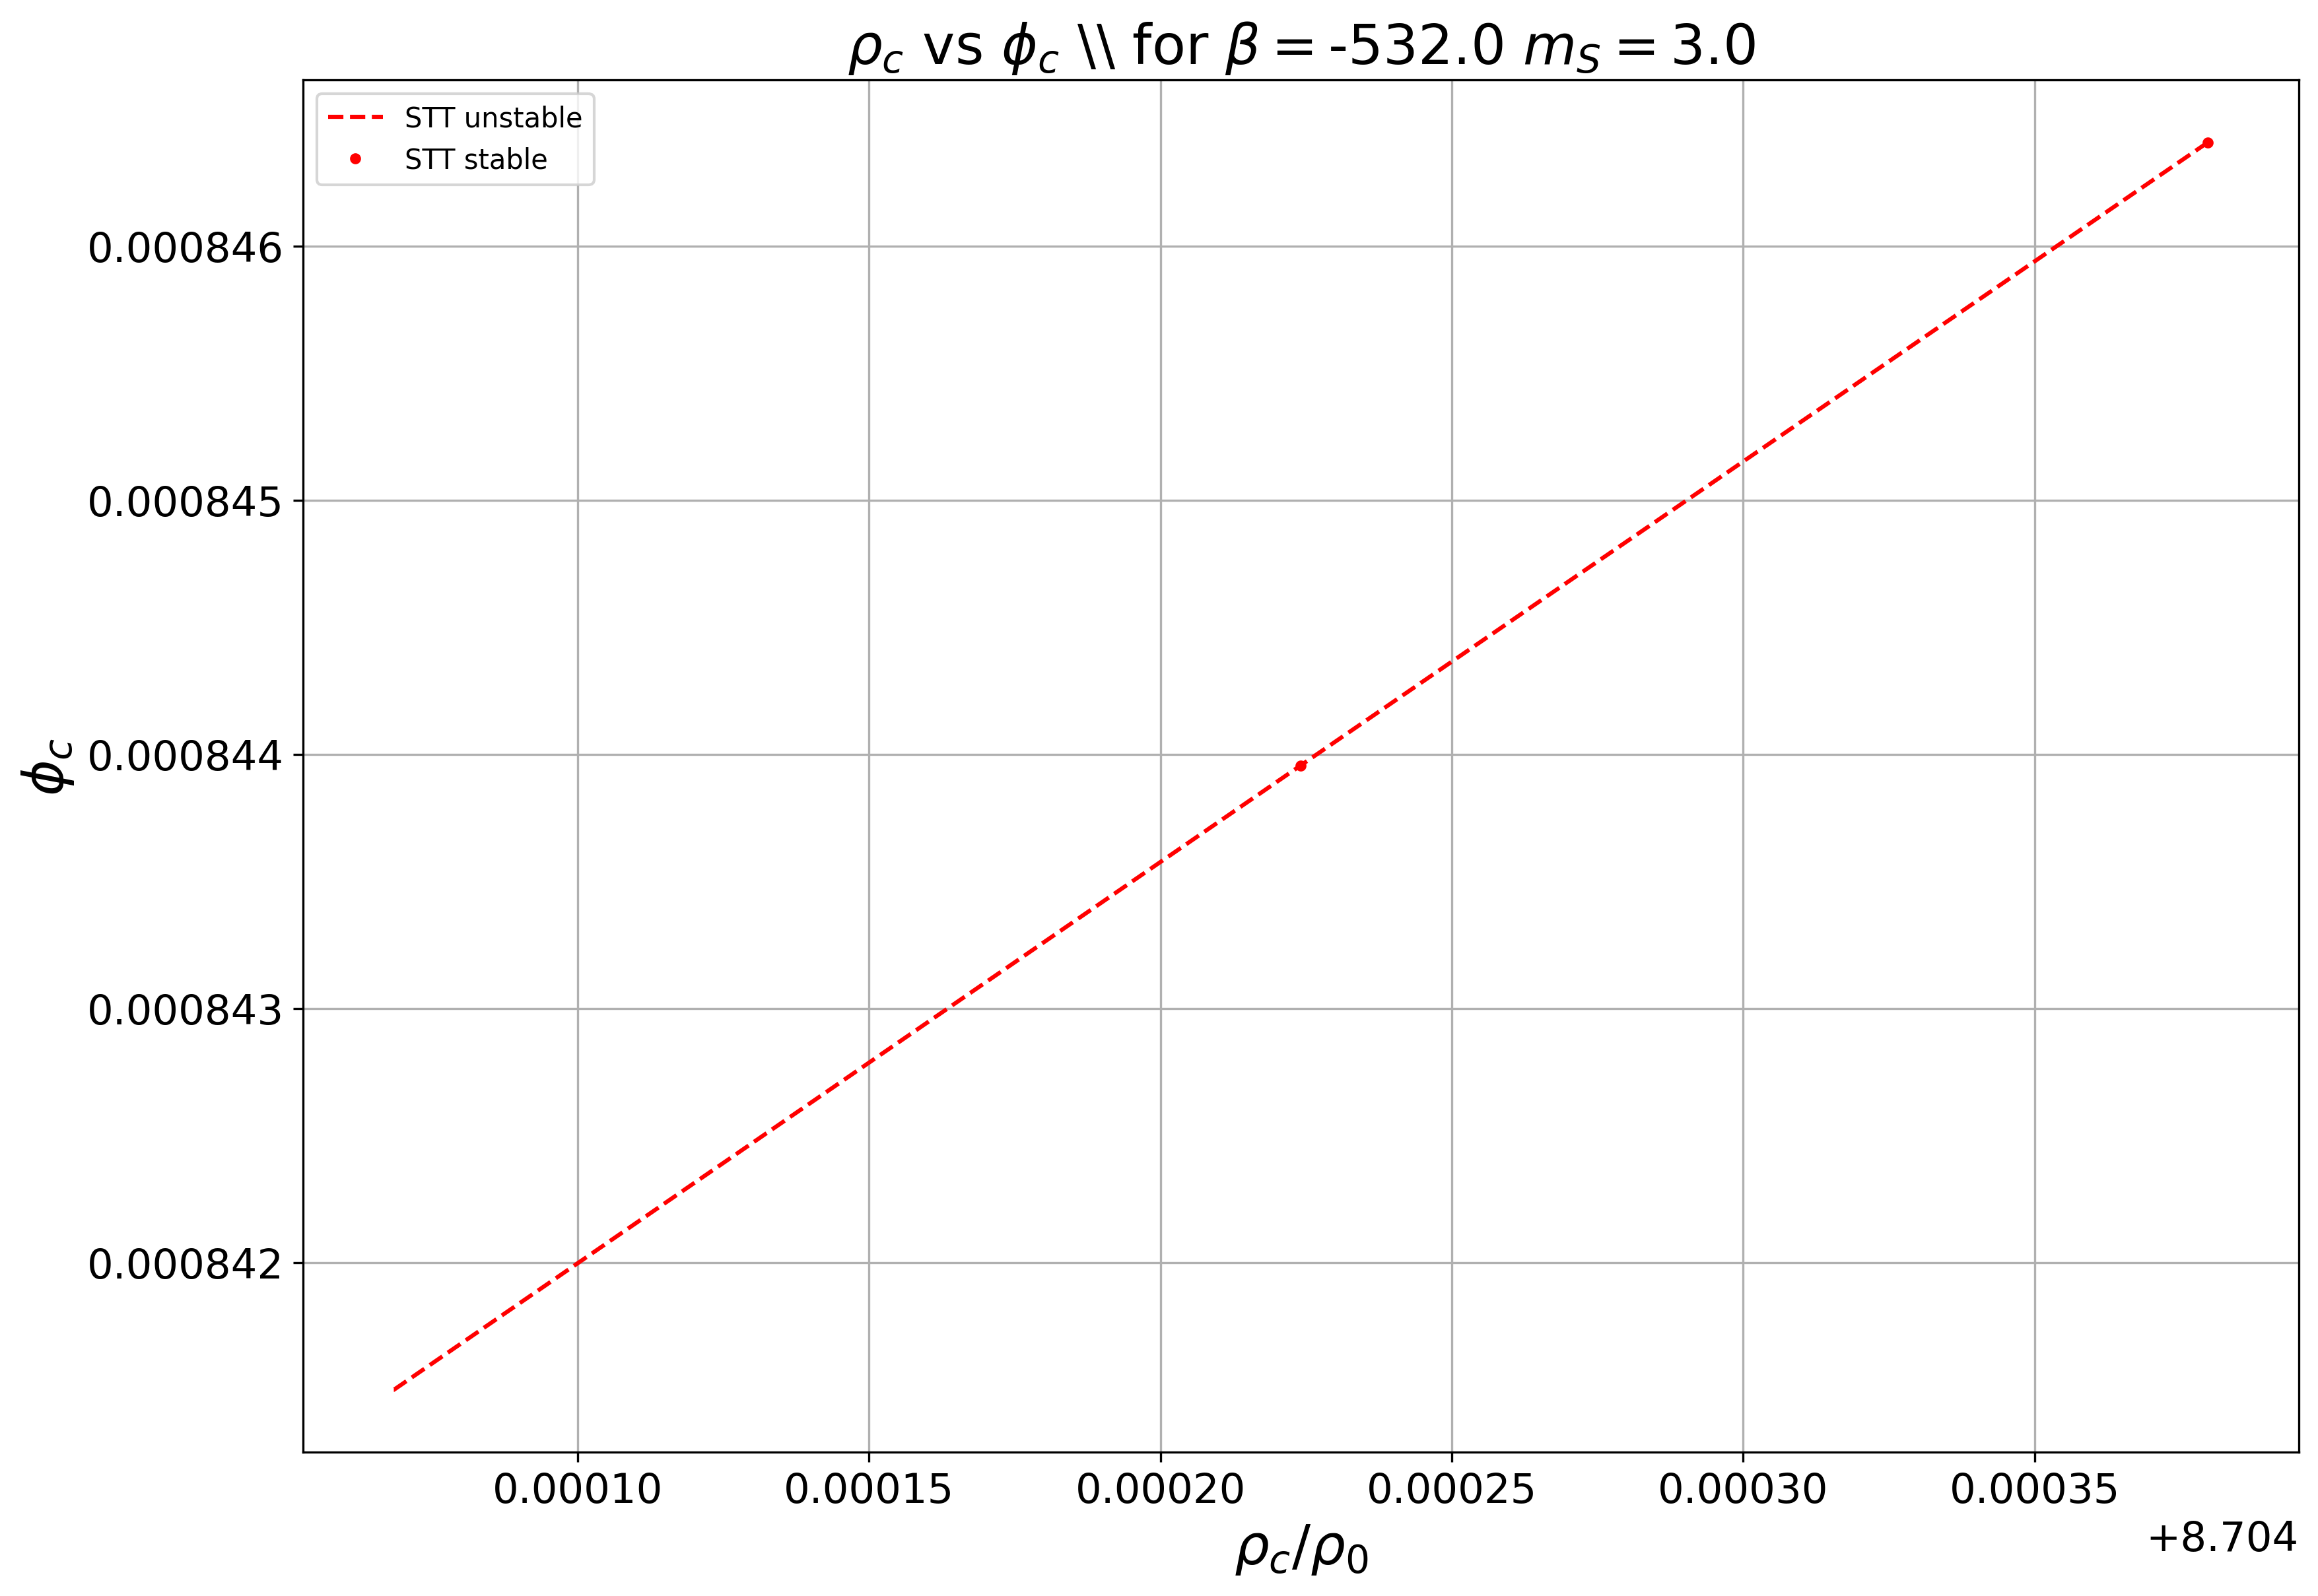 ρc vs ϕc \\ for β = -532.0 mS = 3.0
STT unstable
STT stable
0.000846
0.000845
0.000844
0.000843
0.000842
ϕc
0.00010 0.00015 0.00020 0.00025 0.00030 0.00035
+8.704
ρc/ρ0